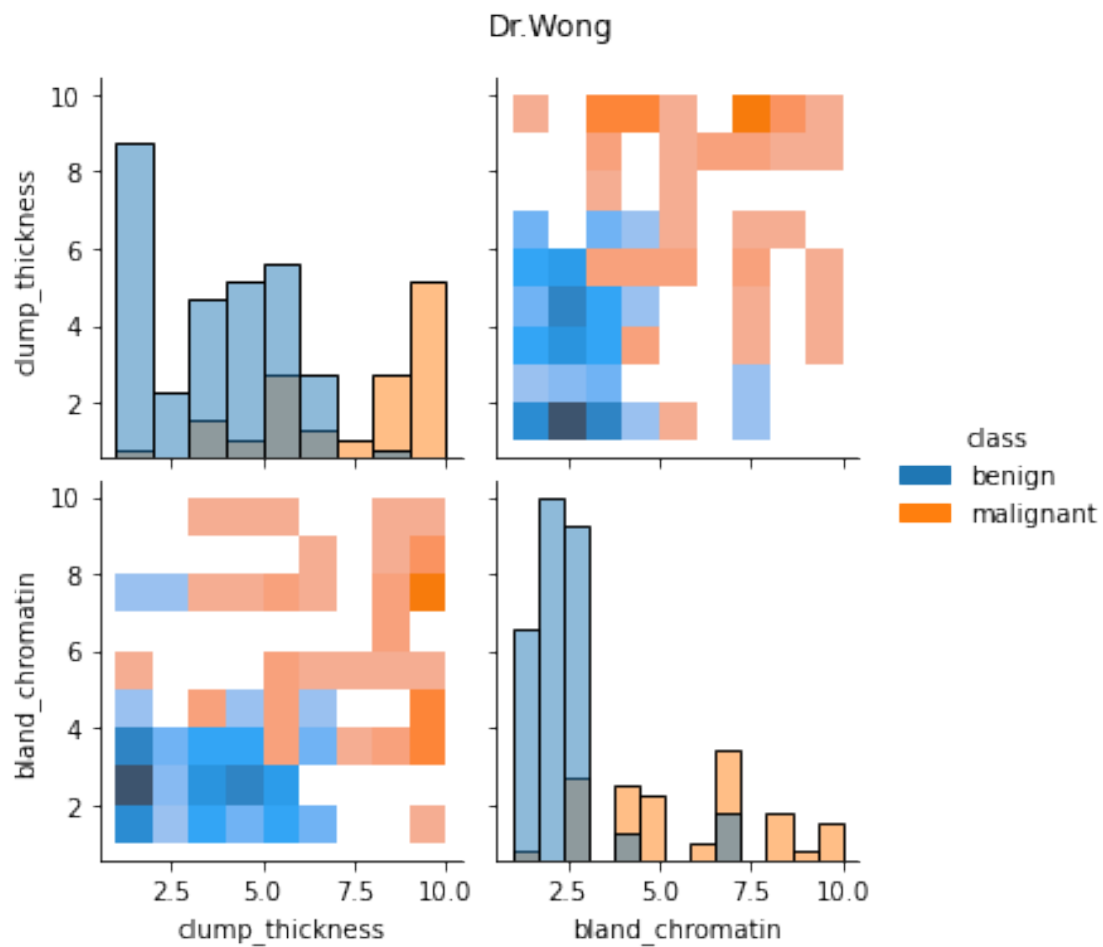 Dr.Wong
10
8
6
4
2
clump_thickness
class
benign
malignant
10
8
6
4
2
bland_chromatin
2.5 5.0 7.5 10.0
clump_thickness
2.5 5.0 7.5 10.0
bland_chromatin